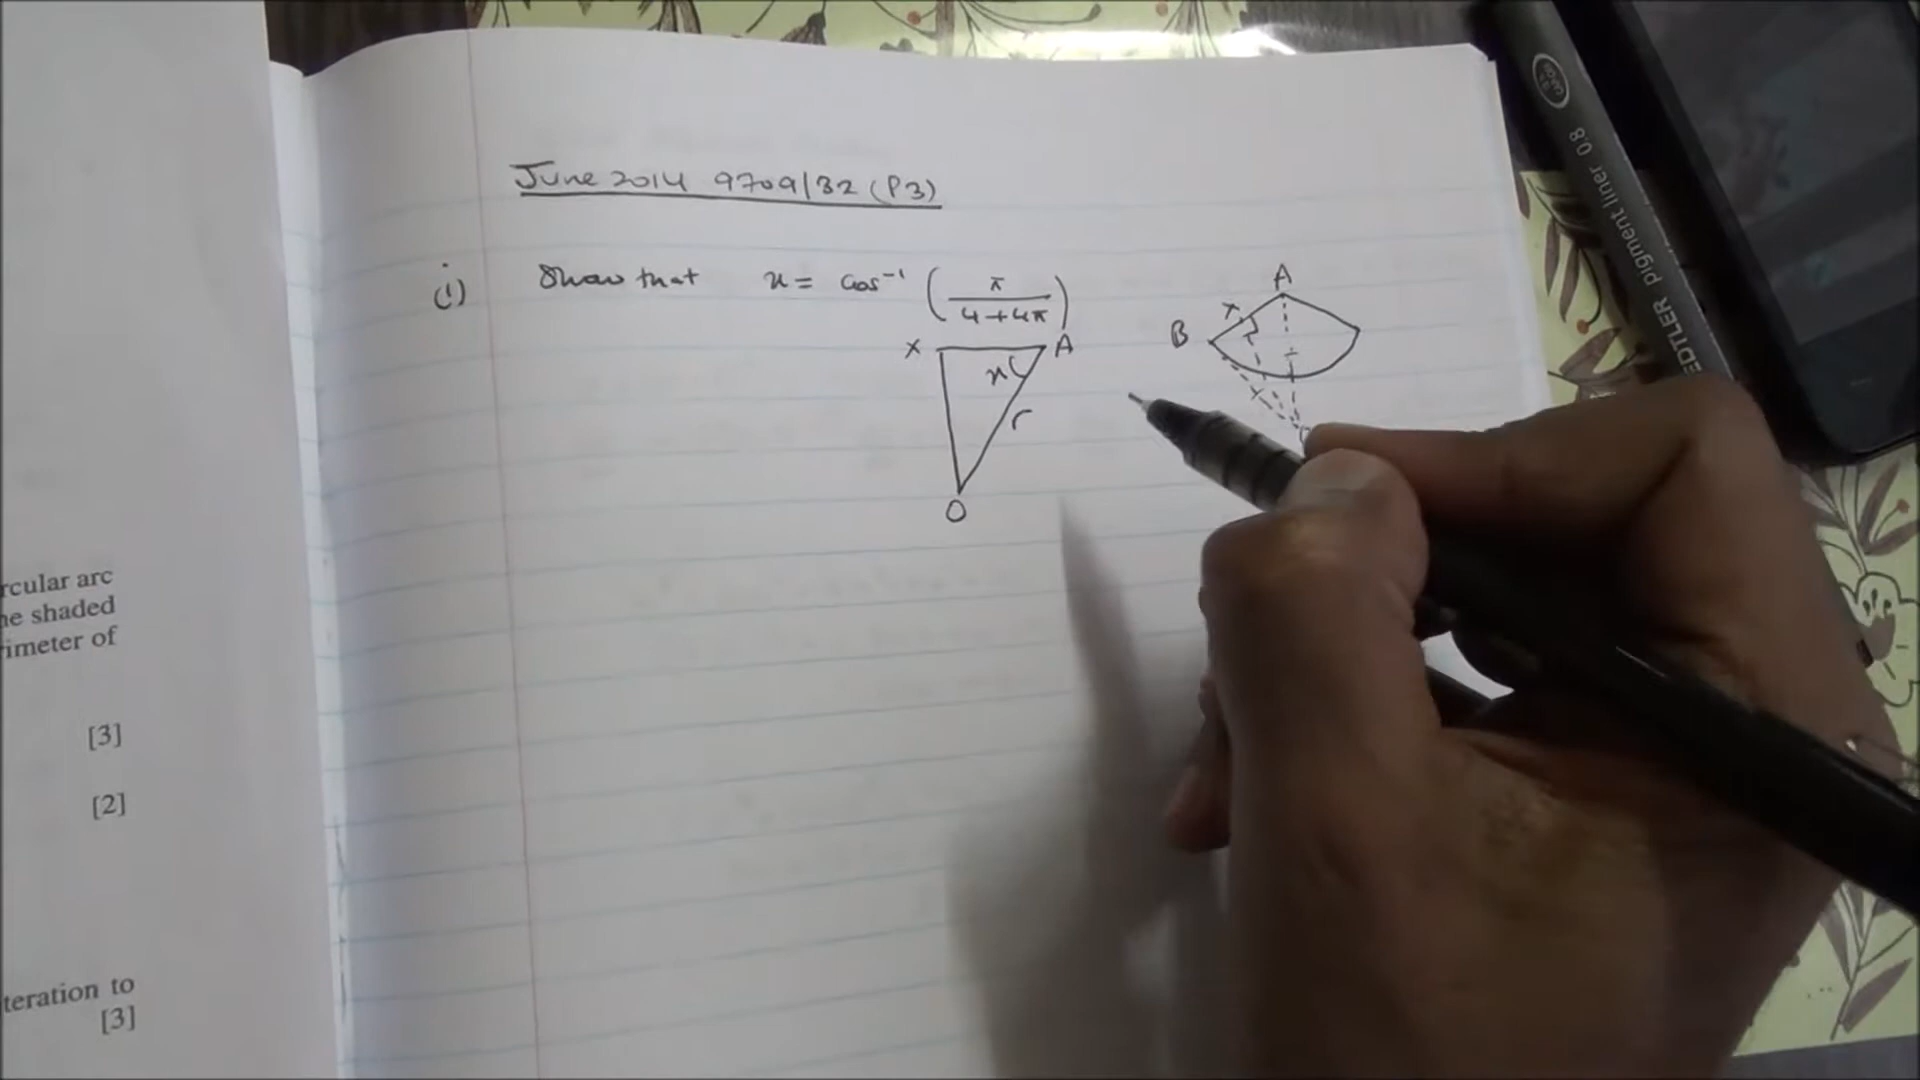 June 2014 9709/32 (P3)
(i) Show that x = cos⁻¹ (π / 4+4π)
X A
x
r
O
A
X
B
rcular arc
he shaded
rimeter of
[3]
[2]
teration to
[3]
EDTLER pigment liner 0.8